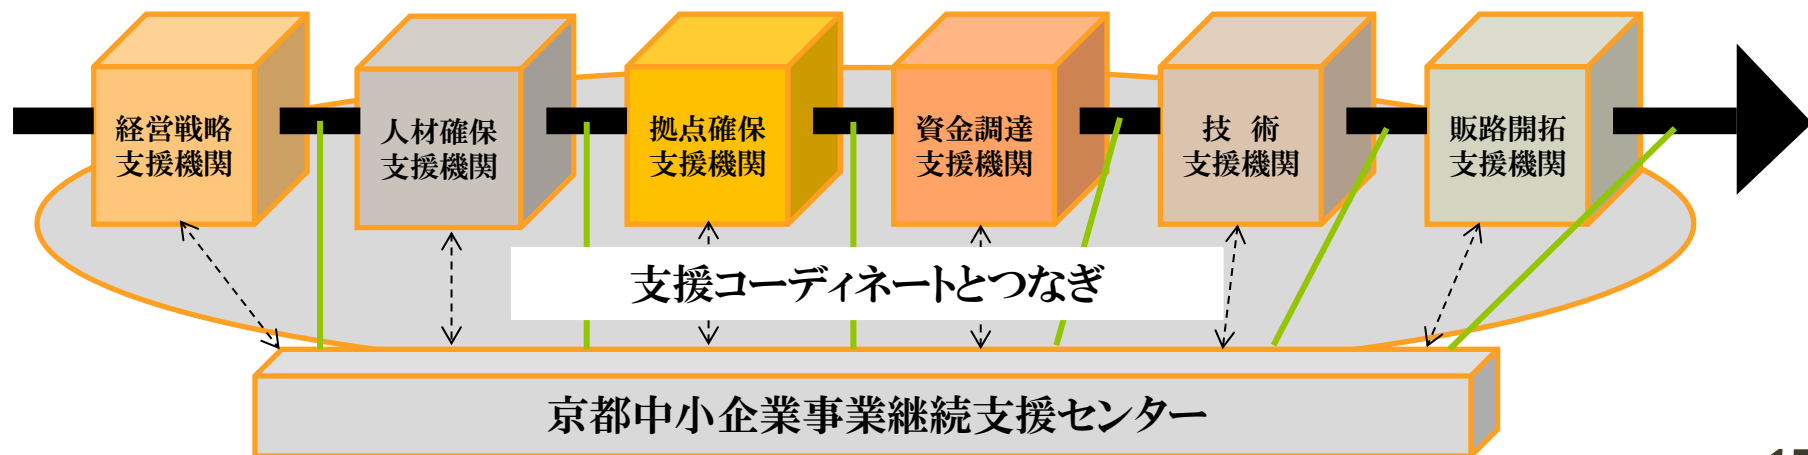 経営戦略
支援機関
人材確保
支援機関
拠点確保
支援機関
資金調達
支援機関
技 術
支援機関
販路開拓
支援機関
支援コーディネートとつなぎ
京都中小企業事業継続支援センター